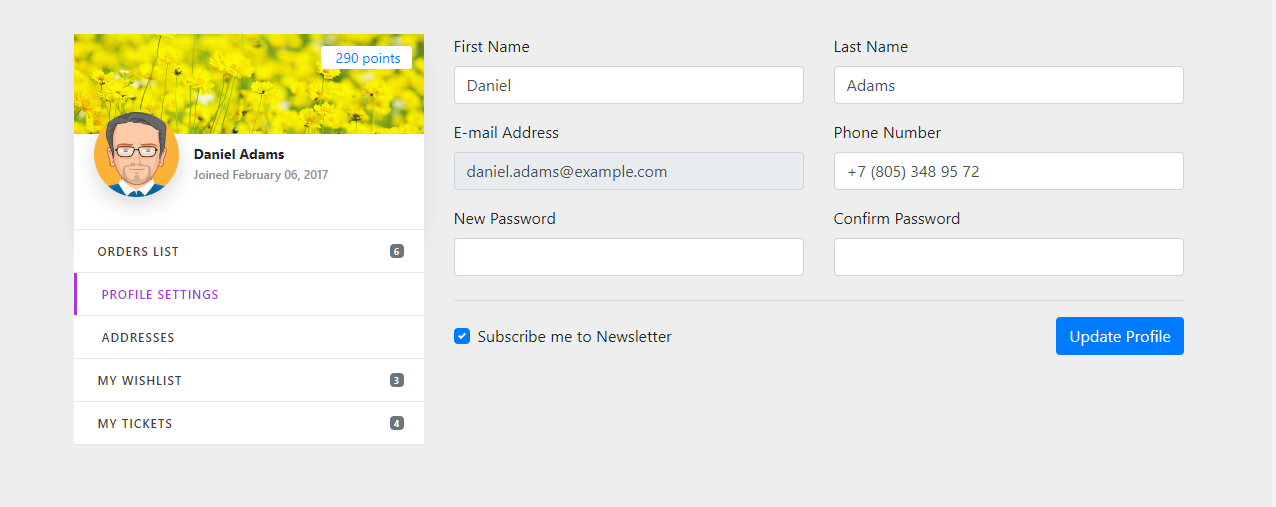 290 points
Daniel Adams
Joined February 06, 2017
ORDERS LIST 6
PROFILE SETTINGS
ADDRESSES
MY WISHLIST 3
MY TICKETS 4
First Name Last Name
Daniel Adams
E-mail Address Phone Number
daniel.adams@example.com +7 (805) 348 95 72
New Password Confirm Password
Subscribe me to Newsletter Update Profile